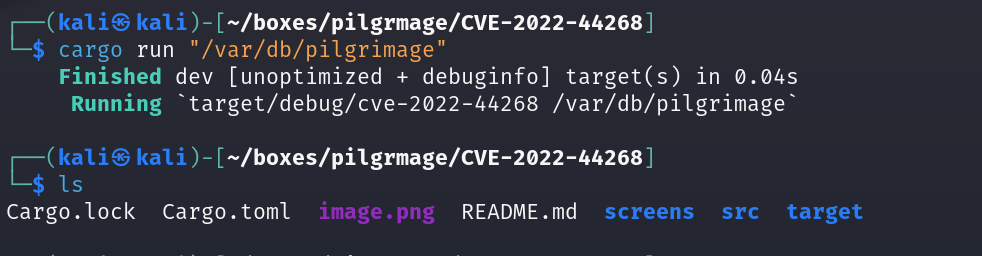 ┌──(kali㉿kali)-[~/boxes/pilgrmage/CVE-2022-44268]
└─$ cargo run "/var/db/pilgrimage"
    Finished dev [unoptimized + debuginfo] target(s) in 0.04s
     Running `target/debug/cve-2022-44268 /var/db/pilgrimage`
┌──(kali㉿kali)-[~/boxes/pilgrmage/CVE-2022-44268]
└─$ ls
Cargo.lock  Cargo.toml  image.png  README.md  screens  src  target